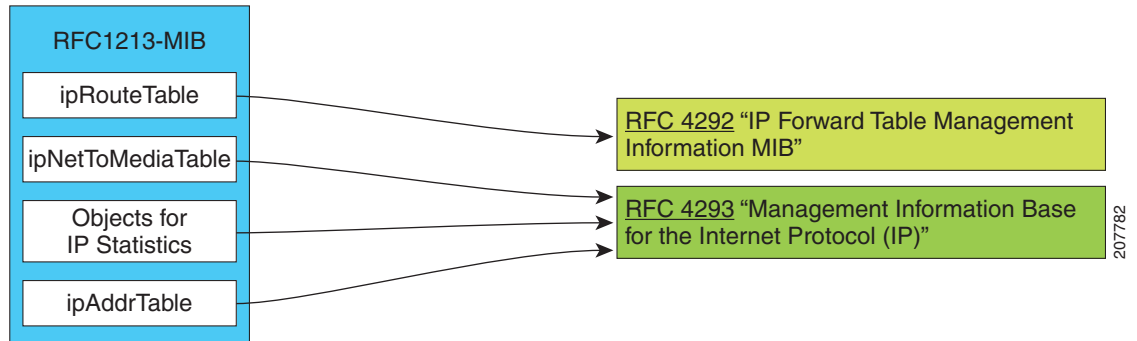 RFC1213-MIB
ipRouteTable
ipNetToMediaTable
Objects for
IP Statistics
ipAddrTable
RFC 4292 “IP Forward Table Management
Information MIB”
RFC 4293 “Management Information Base
for the Internet Protocol (IP)”
207782